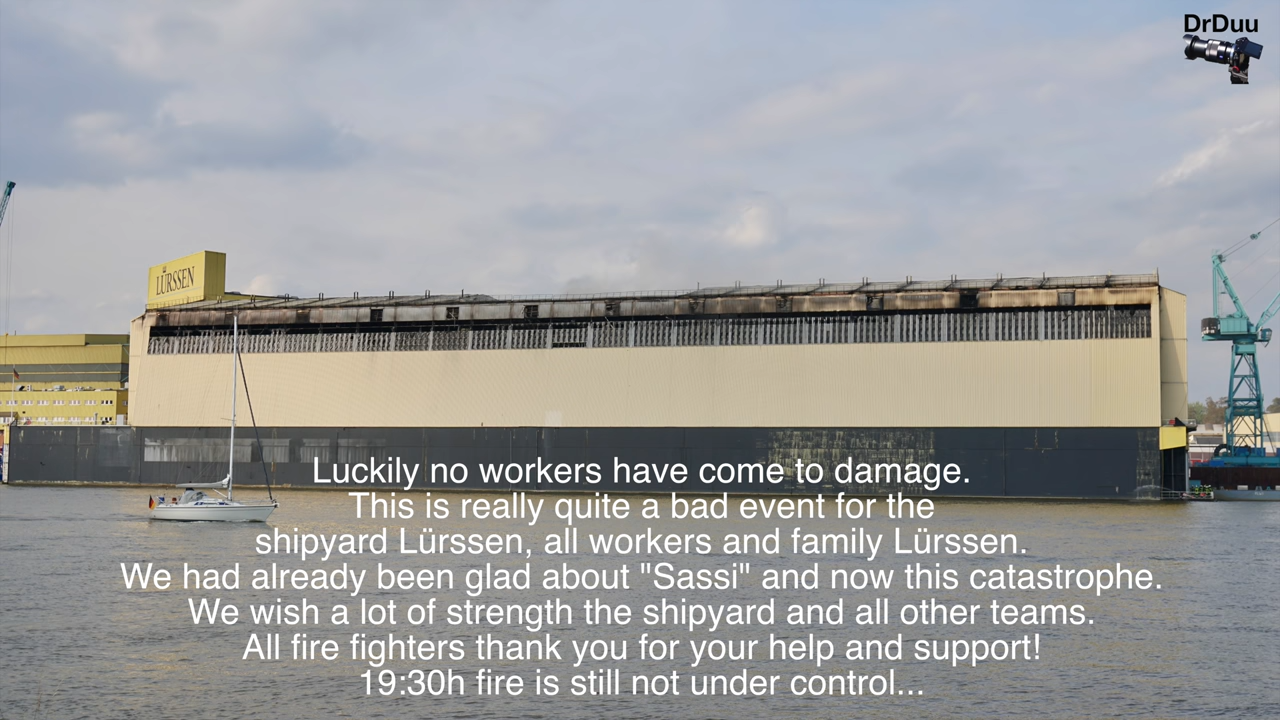 DrDuu
LÜRSSEN
Luckily no workers have come to damage.
This is really quite a bad event for the
shipyard Lürssen, all workers and family Lürssen.
We had already been glad about "Sassi" and now this catastrophe.
We wish a lot of strength the shipyard and all other teams.
All fire fighters thank you for your help and support!
19:30h fire is still not under control...